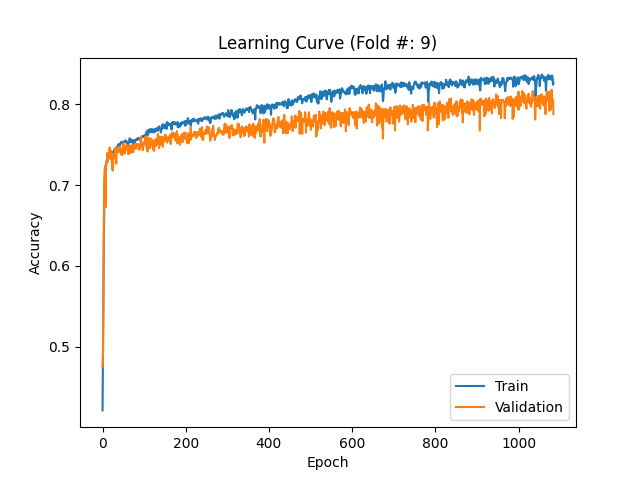 Learning Curve (Fold #: 9)
0.8
0.7
0.6
0.5
Accuracy
0 200 400 600 800 1000
Epoch
Train
Validation